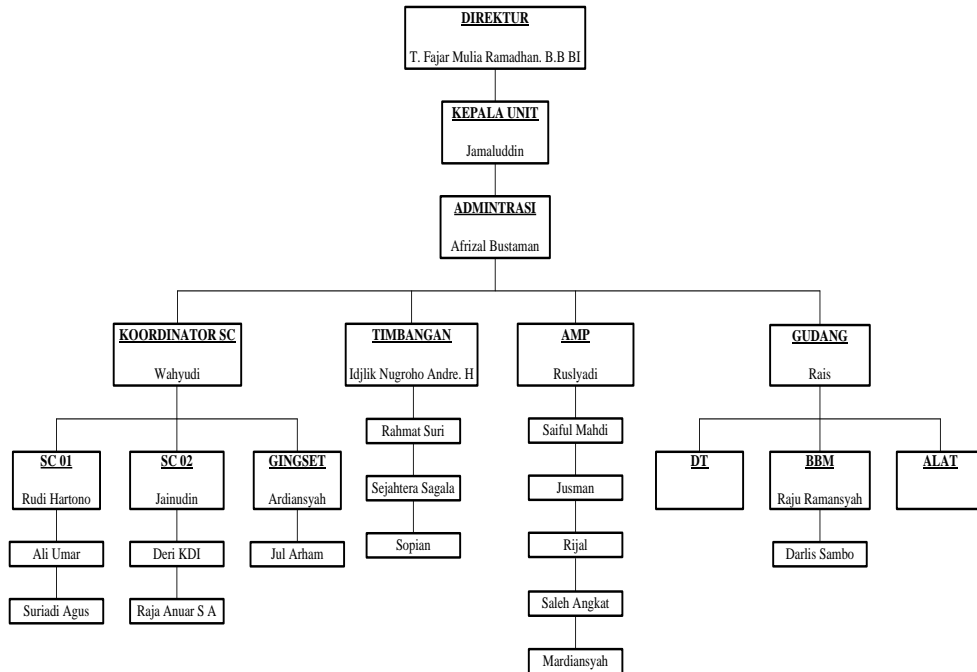 DIREKTUR
T. Fajar Mulia Ramadhan. B.B BI
KEPALA UNIT
Jamaluddin
ADMINTRASI
Afrizal Bustaman
KOORDINATOR SC
Wahyudi
TIMBANGAN
Idjlik Nugroho Andre. H
AMP
Ruslyadi
GUDANG
Rais
Rahmat Suri
Sejahtera Sagala
Sopian
Saiful Mahdi
Jusman
Rijal
Saleh Angkat
Mardiansyah
SC 01
Rudi Hartono
Ali Umar
Suriadi Agus
SC 02
Jainudin
Deri KDI
Raja Anuar S A
GINGSET
Ardiansyah
Jul Arham
DT
BBM
Raju Ramansyah
Darlis Sambo
ALAT